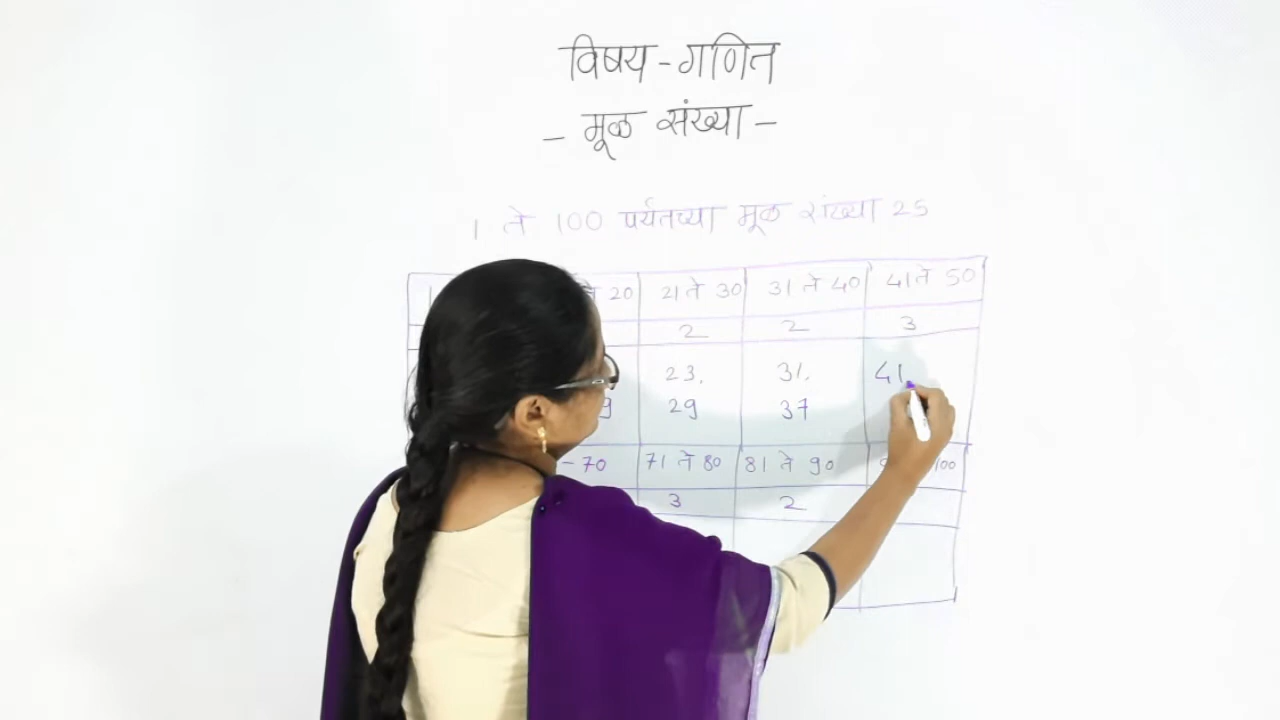 विषय - गणित
- मूळ संख्या -
1 ते 100 पर्यंतच्या मूळ संख्या 25
20 21 ते 30 31 ते 40 41 ते 50
2 2 3
23, 31, 41,
9 29 37
- 70 71 ते 80 81 ते 90 100
3 2